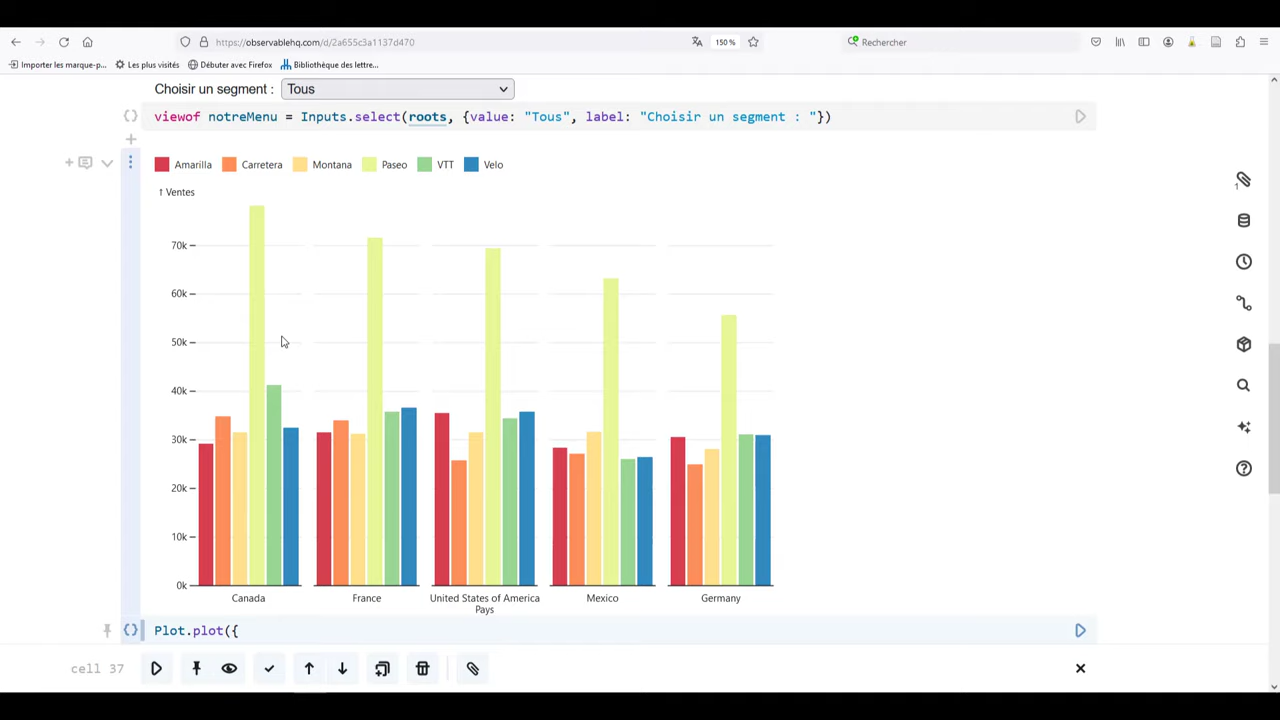 https://observablehq.com/d/2a655c3a1137d470
150 %
Rechercher
Importer les marque-p...
Les plus visités
Débuter avec Firefox
Bibliothèque des lettre...
Choisir un segment :
Tous
viewof notreMenu = Inputs.select(roots, {value: "Tous", label: "Choisir un segment : "})
Amarilla
Carretera
Montana
Paseo
VTT
Velo
↑ Ventes
70k
60k
50k
40k
30k
20k
10k
0k
Canada
France
United States of America
Mexico
Germany
Pays
Plot.plot({
cell 37
1